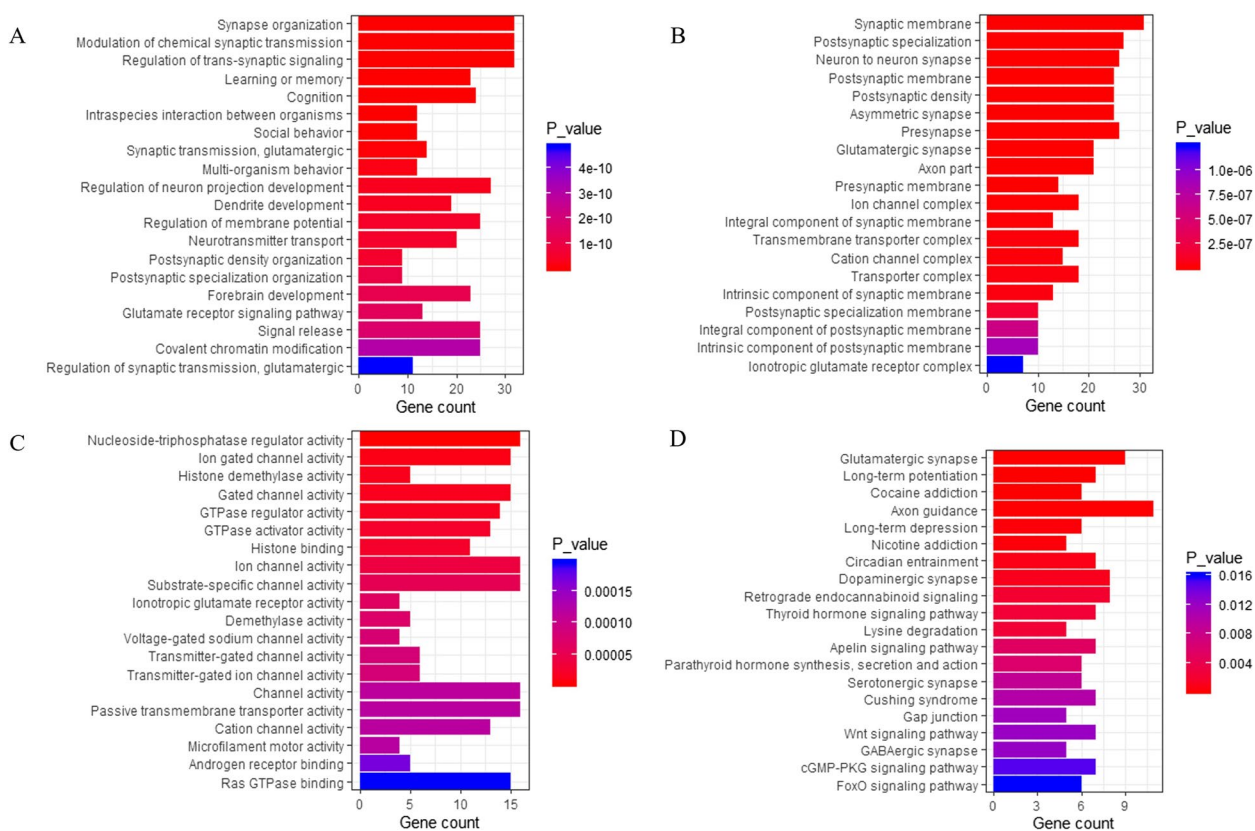 A
Synapse organization
Modulation of chemical synaptic transmission
Regulation of trans-synaptic signaling
Learning or memory
Cognition
Intraspecies interaction between organisms
Social behavior
Synaptic transmission, glutamatergic
Multi-organism behavior
Regulation of neuron projection development
Dendrite development
Regulation of membrane potential
Neurotransmitter transport
Postsynaptic density organization
Postsynaptic specialization organization
Forebrain development
Glutamate receptor signaling pathway
Signal release
Covalent chromatin modification
Regulation of synaptic transmission, glutamatergic
0 10 20 30
Gene count
P_value
4e-10
3e-10
2e-10
1e-10
B
Synaptic membrane
Postsynaptic specialization
Neuron to neuron synapse
Postsynaptic membrane
Postsynaptic density
Asymmetric synapse
Presynapse
Glutamatergic synapse
Axon part
Presynaptic membrane
Ion channel complex
Integral component of synaptic membrane
Transmembrane transporter complex
Cation channel complex
Transporter complex
Intrinsic component of synaptic membrane
Postsynaptic specialization membrane
Integral component of postsynaptic membrane
Intrinsic component of postsynaptic membrane
Ionotropic glutamate receptor complex
0 10 20 30
Gene count
P_value
1.0e-06
7.5e-07
5.0e-07
2.5e-07
C
Nucleoside-triphosphatase regulator activity
Ion gated channel activity
Histone demethylase activity
Gated channel activity
GTPase regulator activity
GTPase activator activity
Histone binding
Ion channel activity
Substrate-specific channel activity
Ionotropic glutamate receptor activity
Demethylase activity
Voltage-gated sodium channel activity
Transmitter-gated channel activity
Transmitter-gated ion channel activity
Channel activity
Passive transmembrane transporter activity
Cation channel activity
Microfilament motor activity
Androgen receptor binding
Ras GTPase binding
0 5 10 15
Gene count
P_value
0.00015
0.00010
0.00005
D
Glutamatergic synapse
Long-term potentiation
Cocaine addiction
Axon guidance
Long-term depression
Nicotine addiction
Circadian entrainment
Dopaminergic synapse
Retrograde endocannabinoid signaling
Thyroid hormone signaling pathway
Lysine degradation
Apelin signaling pathway
Parathyroid hormone synthesis, secretion and action
Serotonergic synapse
Cushing syndrome
Gap junction
Wnt signaling pathway
GABAergic synapse
cGMP-PKG signaling pathway
FoxO signaling pathway
0 3 6 9
Gene count
P_value
0.016
0.012
0.008
0.004